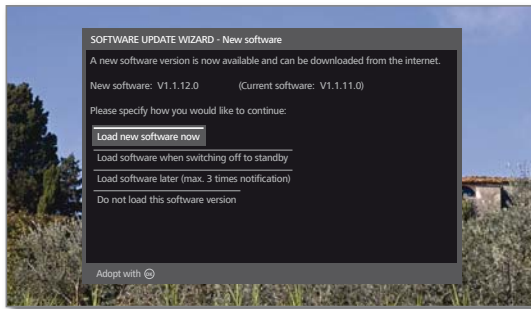 SOFTWARE UPDATE WIZARD - New software
A new software version is now available and can be downloaded from the internet.
New software: V1.1.12.0 (Current software: V1.1.11.0)
Please specify how you would like to continue:
Load new software now
Load software when switching off to standby
Load software later (max. 3 times notification)
Do not load this software version
Adopt with OK